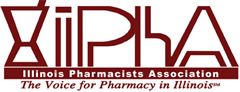 IPhA
Illinois Pharmacists Association
The Voice for Pharmacy in Illinois℠